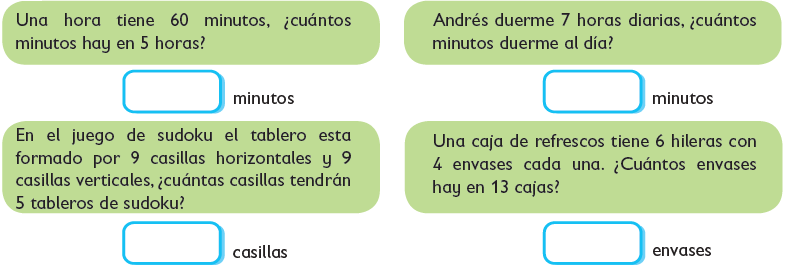 Una hora tiene 60 minutos, ¿cuántos
minutos hay en 5 horas?
minutos
Andrés duerme 7 horas diarias, ¿cuántos
minutos duerme al día?
minutos
En el juego de sudoku el tablero esta
formado por 9 casillas horizontales y 9
casillas verticales, ¿cuántas casillas tendrán
5 tableros de sudoku?
casillas
Una caja de refrescos tiene 6 hileras con
4 envases cada una. ¿Cuántos envases
hay en 13 cajas?
envases